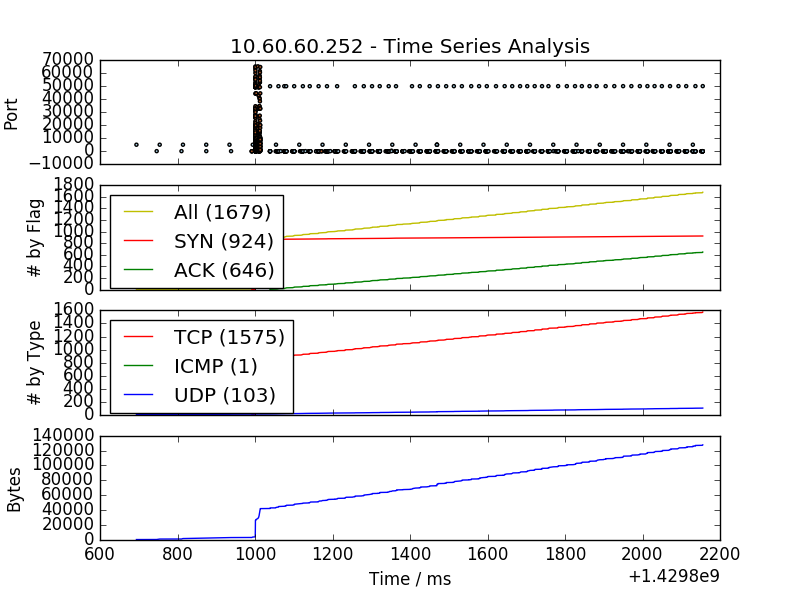 10.60.60.252 - Time Series Analysis
70000
60000
50000
40000
30000
20000
10000
0
−10000
Port
1800
1600
1400
1200
1000
800
600
400
200
0
# by Flag
All (1679)
SYN (924)
ACK (646)
1600
1400
1200
1000
800
600
400
200
0
# by Type
TCP (1575)
ICMP (1)
UDP (103)
140000
120000
100000
80000
60000
40000
20000
0
Bytes
600 800 1000 1200 1400 1600 1800 2000 2200
Time / ms
+1.4298e9